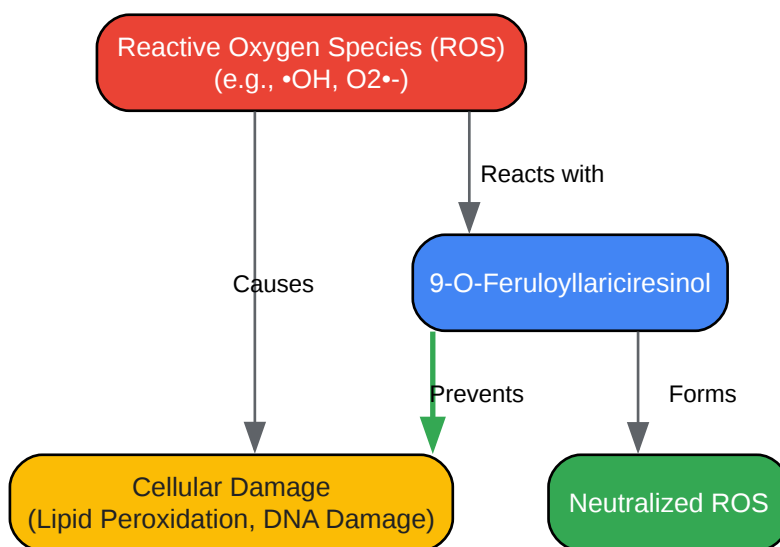 Reactive Oxygen Species (ROS)
(e.g., •OH, O2•-)
Reacts with
9-O-Feruloyllariciresinol
Causes
Prevents
Forms
Cellular Damage
(Lipid Peroxidation, DNA Damage)
Neutralized ROS